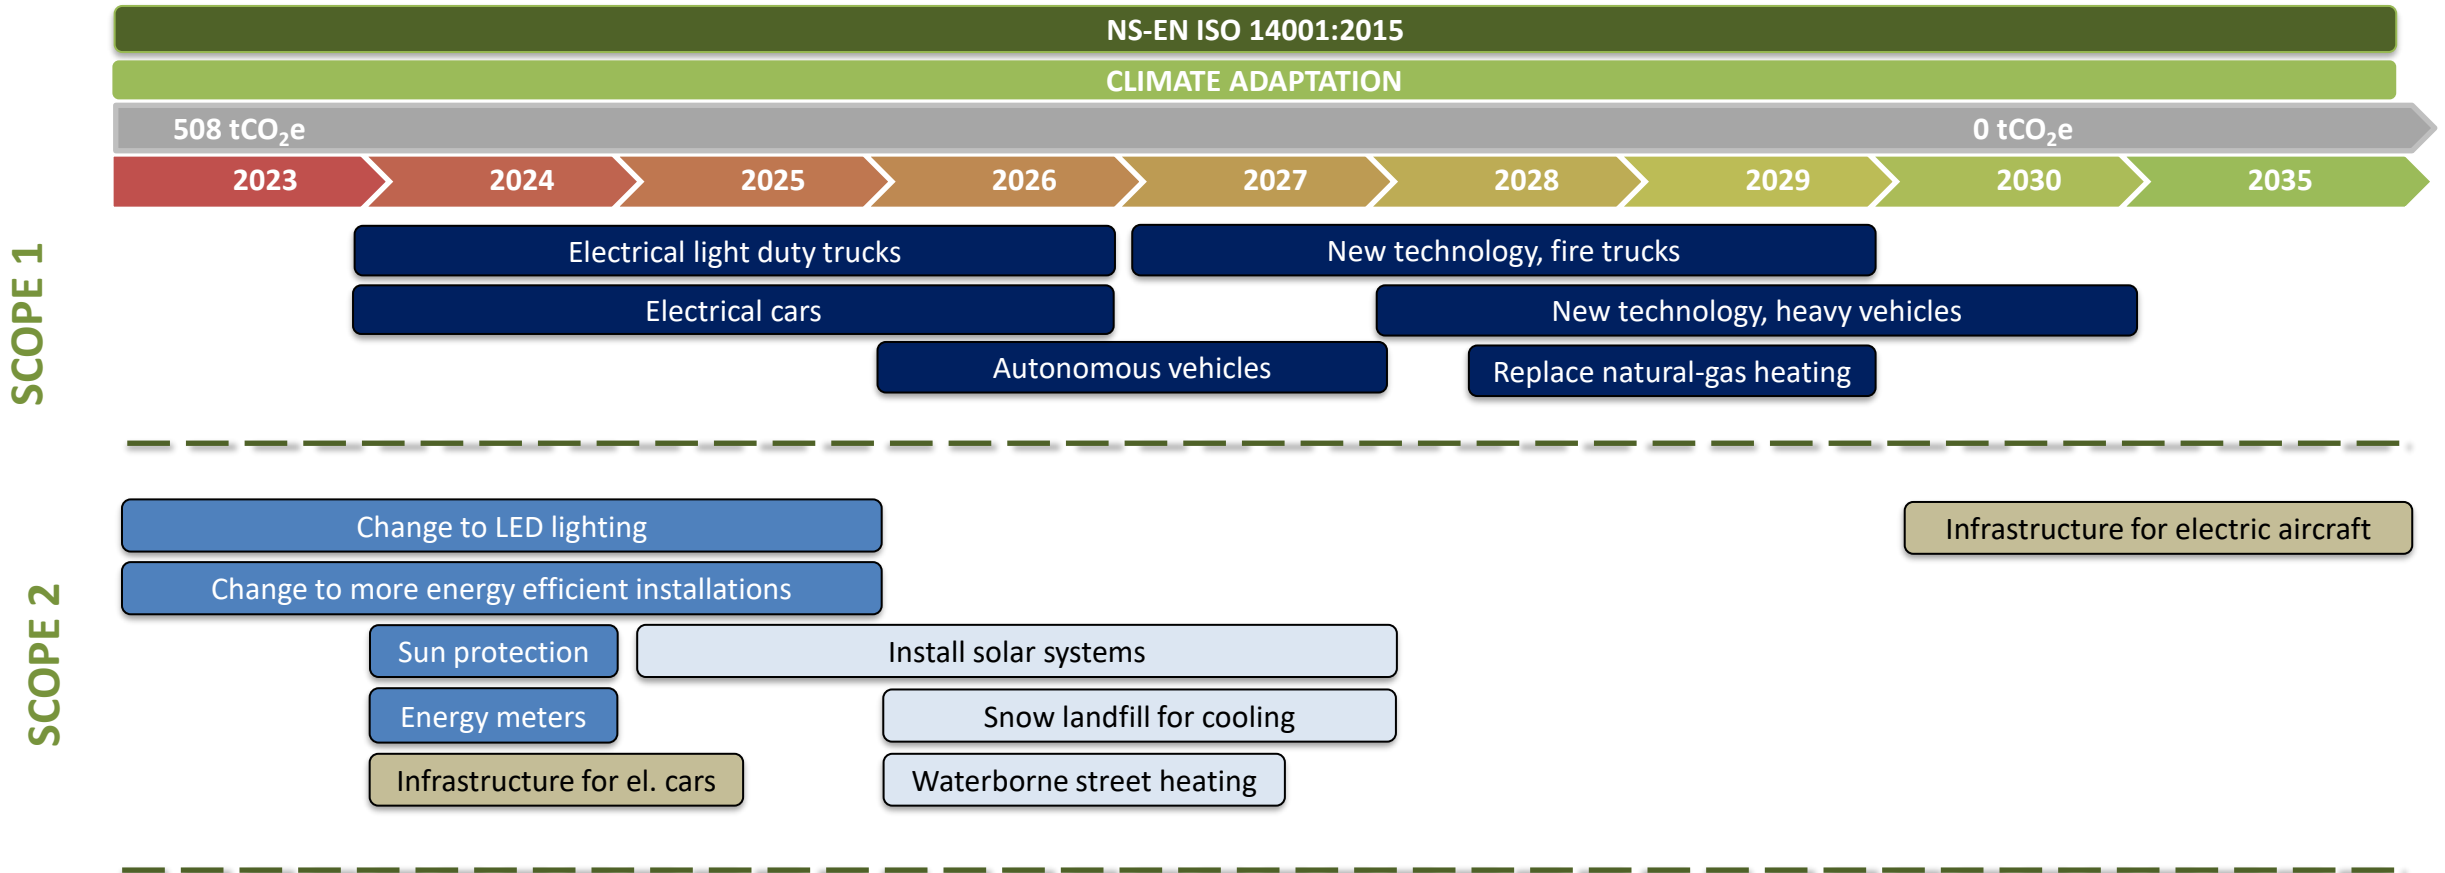 NS-EN ISO 14001:2015
CLIMATE ADAPTATION
508 tCO₂e
0 tCO₂e
2023
2024
2025
2026
2027
2028
2029
2030
2035
SCOPE 1
Electrical light duty trucks
New technology, fire trucks
Electrical cars
New technology, heavy vehicles
Autonomous vehicles
Replace natural-gas heating
SCOPE 2
Change to LED lighting
Infrastructure for electric aircraft
Change to more energy efficient installations
Sun protection
Install solar systems
Energy meters
Snow landfill for cooling
Infrastructure for el. cars
Waterborne street heating